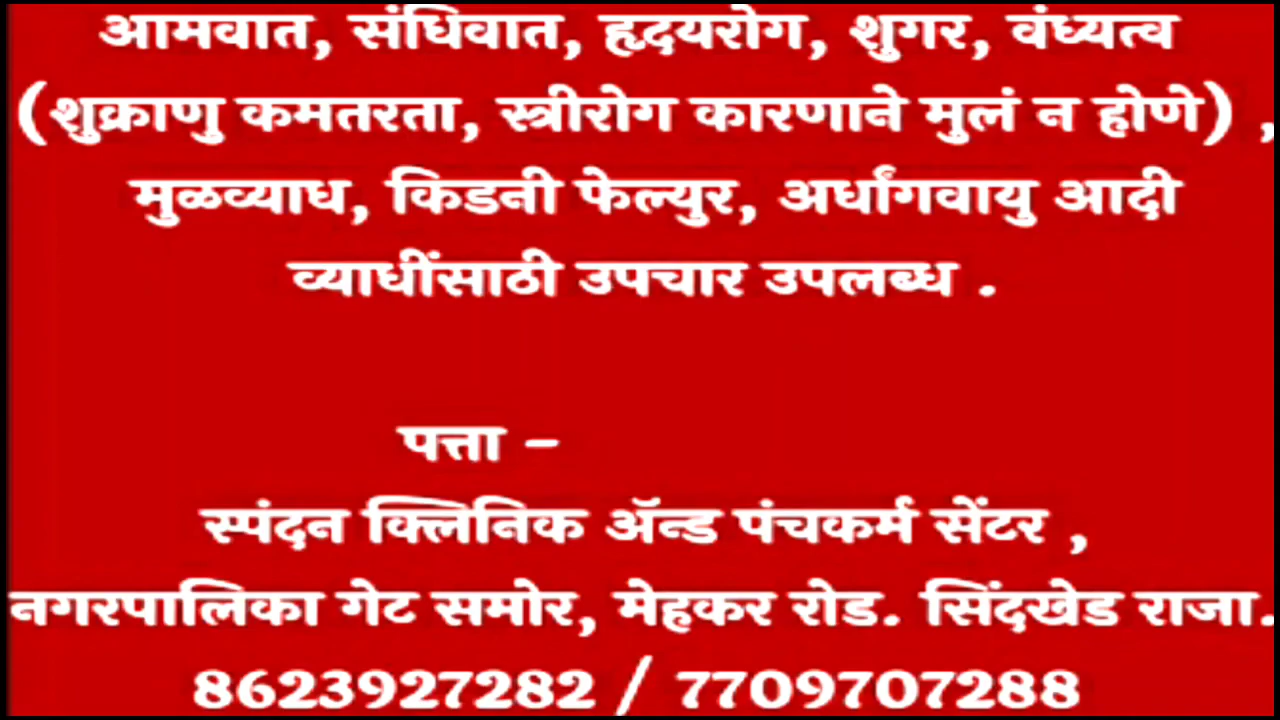 आमवात, संधिवात, हृदयरोग, शुगर, वंध्यत्व
(शुक्राणु कमतरता, स्त्रीरोग कारणाने मुलं न होणे) ,
मुळव्याध, किडनी फेल्युर, अर्धांगवायु आदी
व्याधींसाठी उपचार उपलब्ध .
पत्ता –
स्पंदन क्लिनिक ॲन्ड पंचकर्म सेंटर ,
नगरपालिका गेट समोर, मेहकर रोड. सिंदखेड राजा.
8623927282 / 7709707288